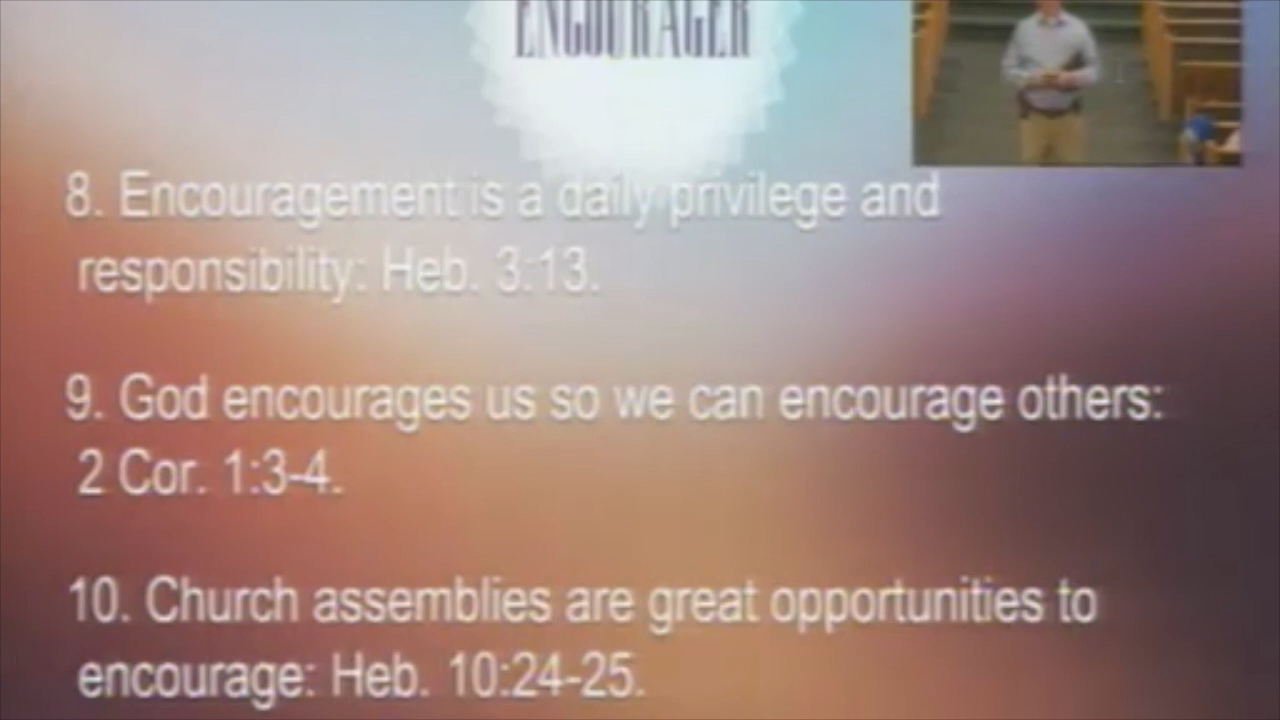 ENCOURAGER
8. Encouragement is a daily privilege and
responsibility: Heb. 3:13.
9. God encourages us so we can encourage others:
2 Cor. 1:3-4.
10. Church assemblies are great opportunities to
encourage: Heb. 10:24-25.